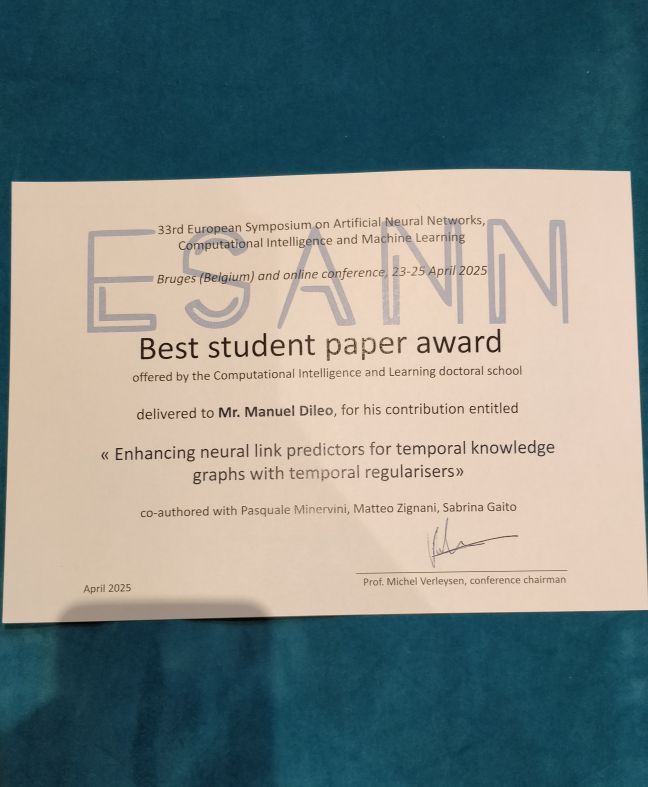 ESANN
33rd European Symposium on Artificial Neural Networks,
Computational Intelligence and Machine Learning
Bruges (Belgium) and online conference, 23-25 April 2025
Best student paper award
offered by the Computational Intelligence and Learning doctoral school
delivered to Mr. Manuel Dileo, for his contribution entitled
« Enhancing neural link predictors for temporal knowledge
graphs with temporal regularisers»
co-authored with Pasquale Minervini, Matteo Zignani, Sabrina Gaito
April 2025
Prof. Michel Verleysen, conference chairman